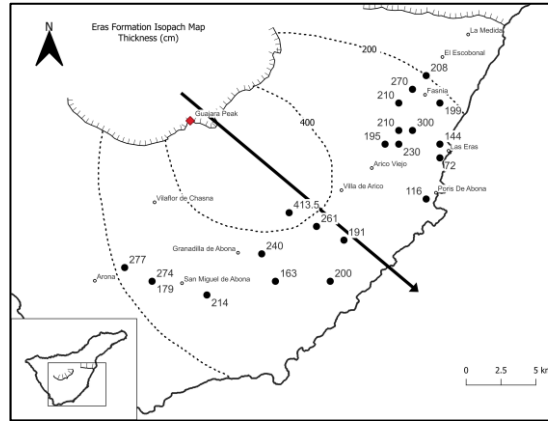 Eras Formation Isopach Map
Thickness (cm)
N
La Medida
200
El Escobonal
208
270
Fasnia
210
199
Guajara Peak
400
210
300
144
195
Las Eras
230
72
Arico Viejo
Villa de Arico
Poris De Abona
116
Vilaflor de Chasna
413.5
261
191
240
Granadilla de Abona
277
274
179
San Miguel de Abona
163
200
Arona
214
0
2.5
5 km